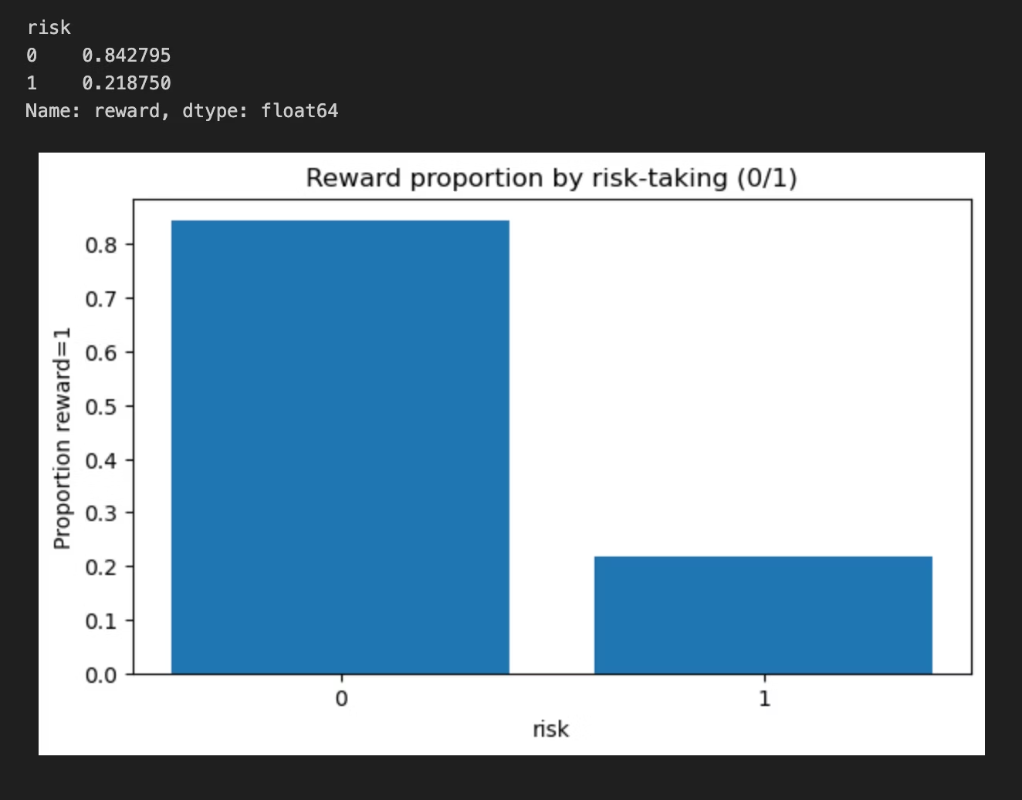 risk
0    0.842795
1    0.218750
Name: reward, dtype: float64
Reward proportion by risk-taking (0/1)
Proportion reward=1
0.8
0.7
0.6
0.5
0.4
0.3
0.2
0.1
0.0
0 1
risk